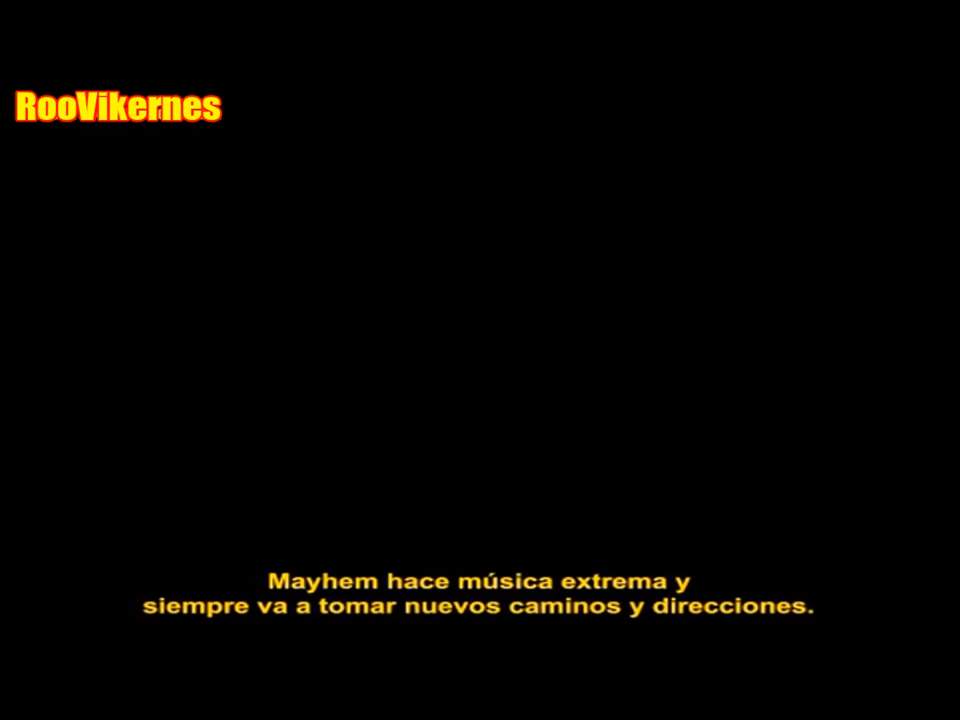 RooVikernes
Mayhem hace música extrema y
siempre va a tomar nuevos caminos y direcciones.